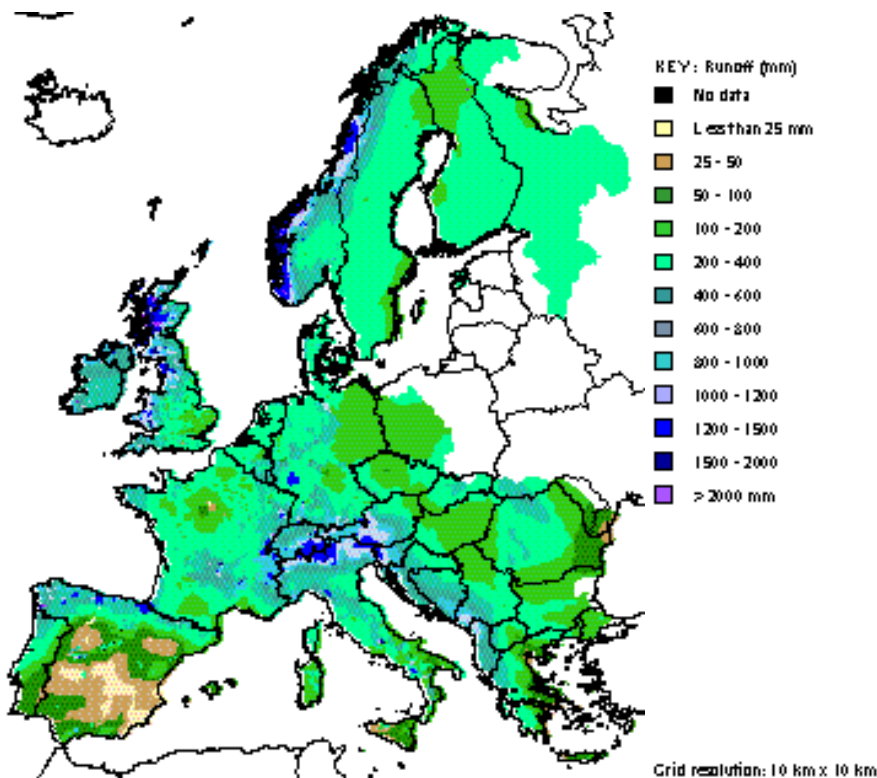 KEY : Runoff (mm)
No data
Less than 25 mm
25 - 50
50 - 100
100 - 200
200 - 400
400 - 600
600 - 800
800 - 1000
1000 - 1200
1200 - 1500
1500 - 2000
> 2000 mm
Grid resolution: 10 km x 10 km